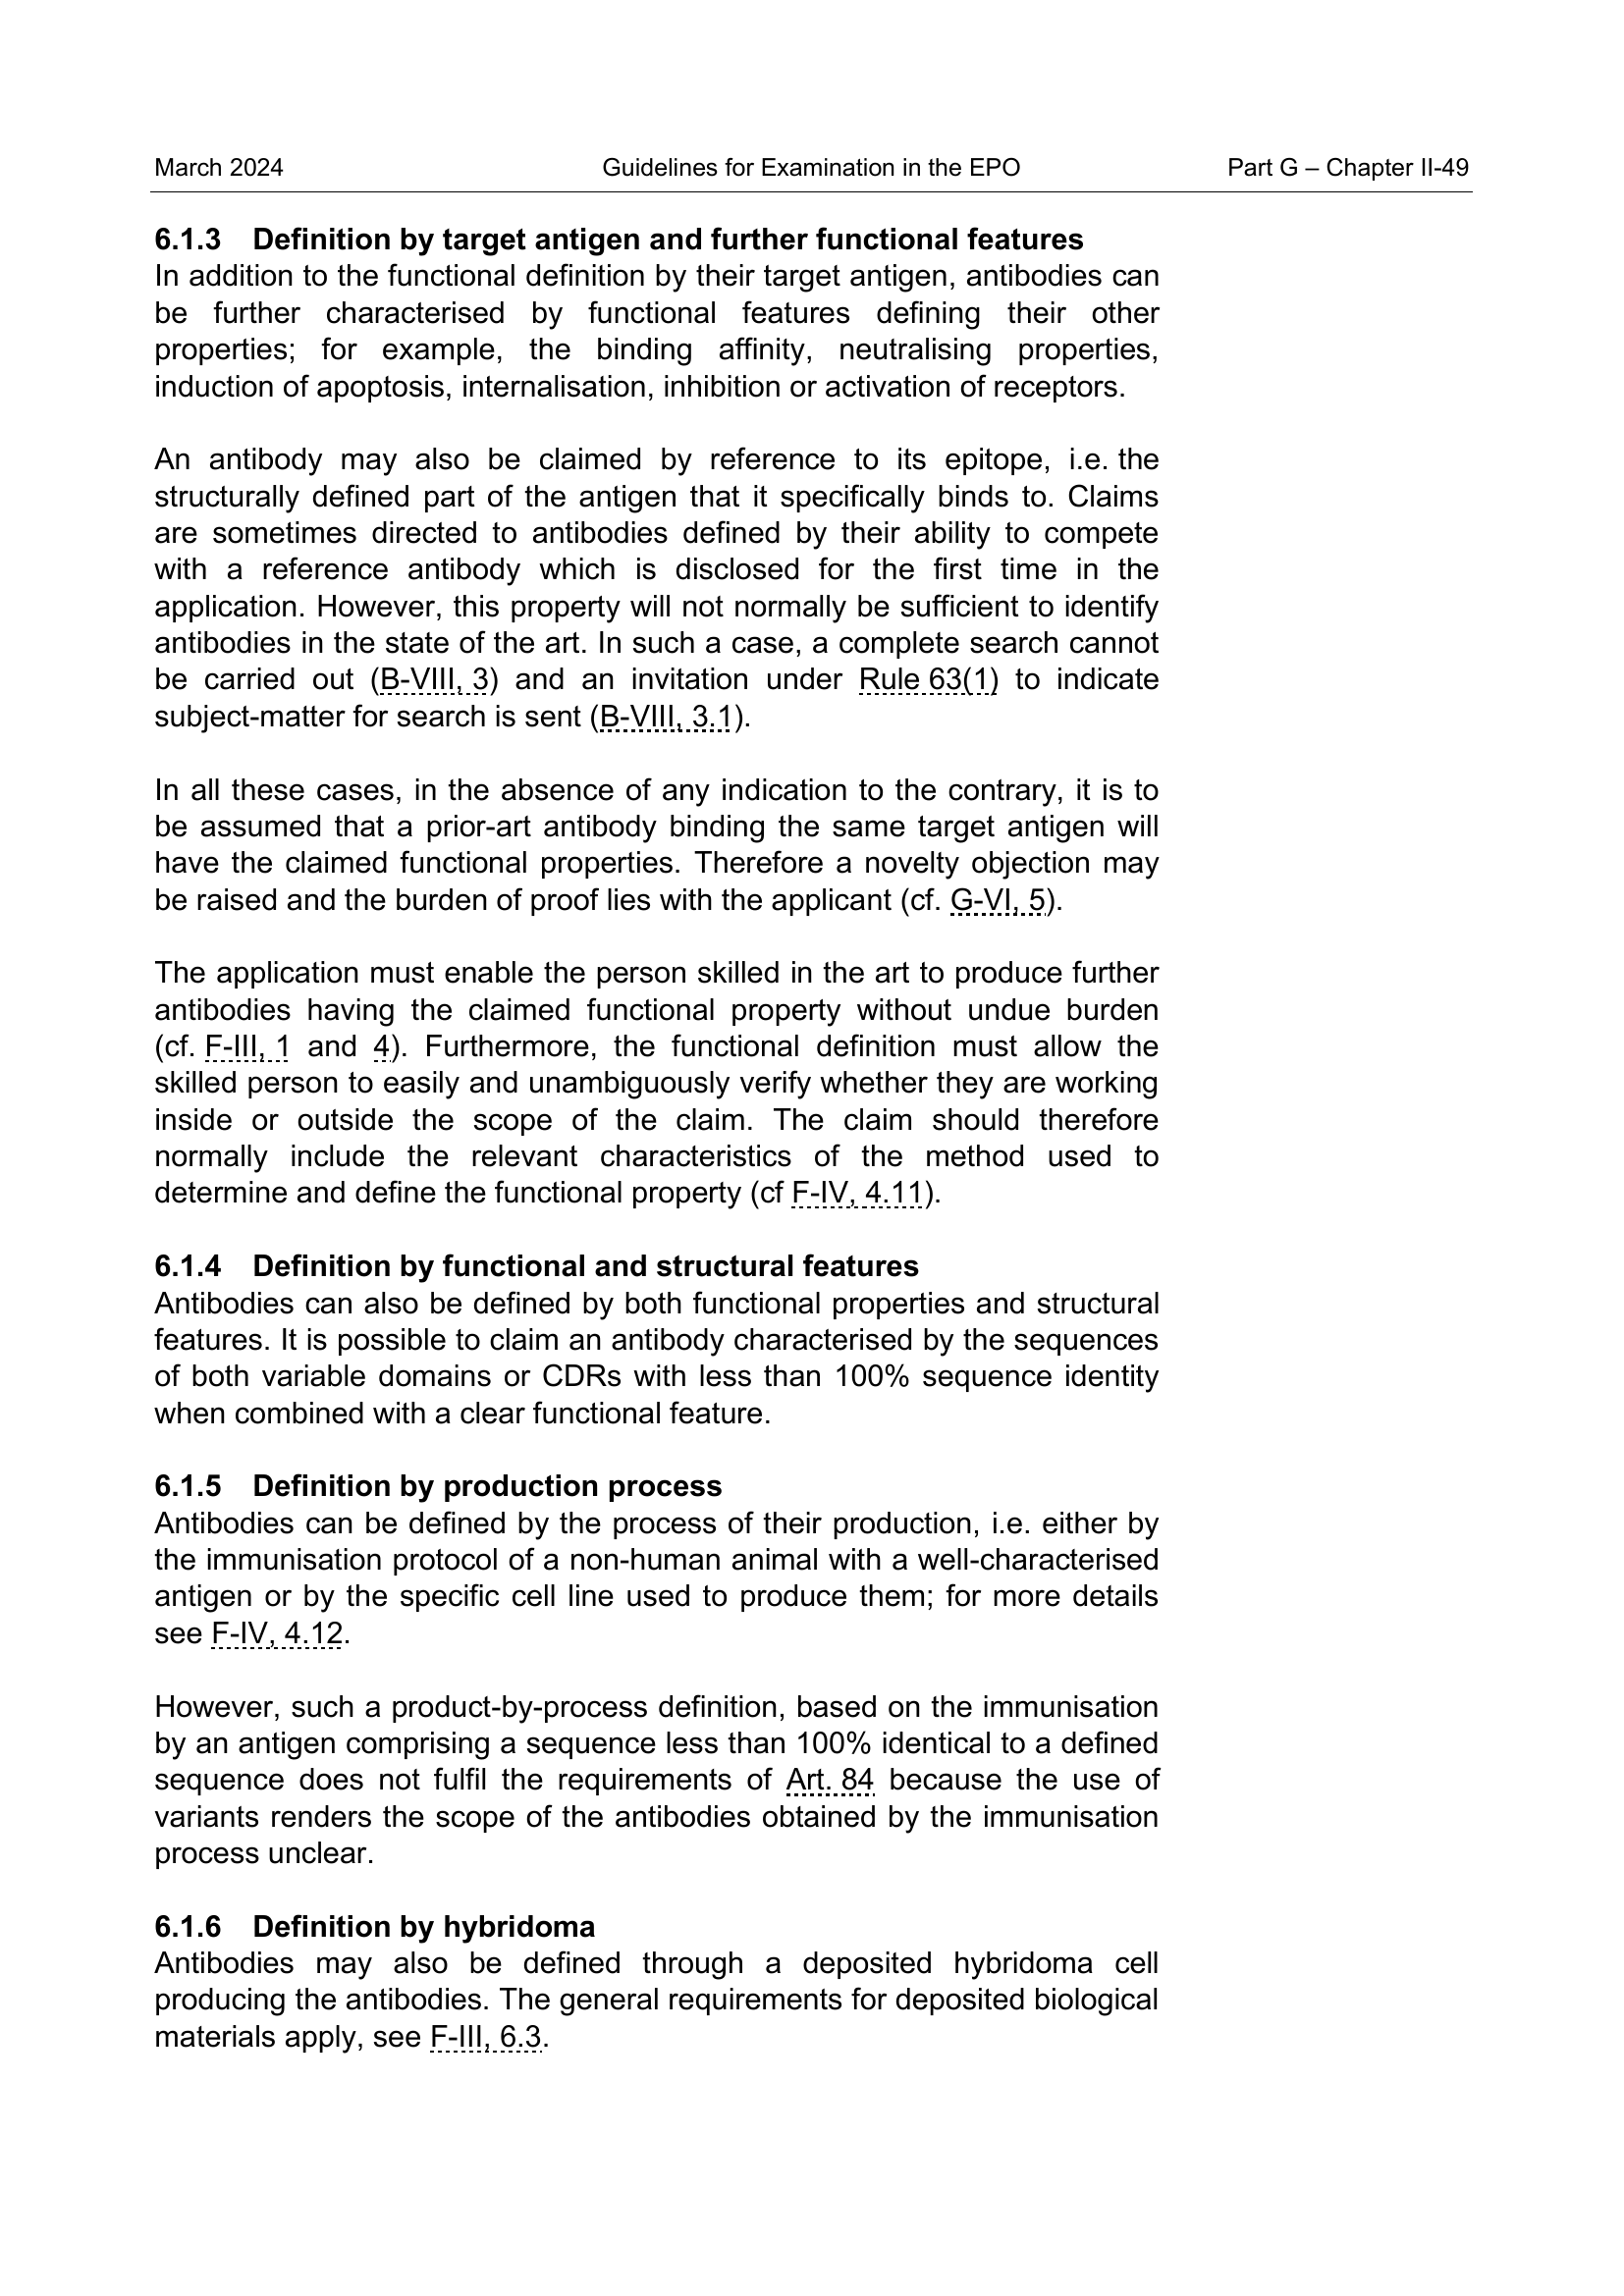 March 2024 Guidelines for Examination in the EPO Part G – Chapter II-49
6.1.3 Definition by target antigen and further functional features
In addition to the functional definition by their target antigen, antibodies can
be further characterised by functional features defining their other
properties; for example, the binding affinity, neutralising properties,
induction of apoptosis, internalisation, inhibition or activation of receptors.
An antibody may also be claimed by reference to its epitope, i.e. the
structurally defined part of the antigen that it specifically binds to. Claims
are sometimes directed to antibodies defined by their ability to compete
with a reference antibody which is disclosed for the first time in the
application. However, this property will not normally be sufficient to identify
antibodies in the state of the art. In such a case, a complete search cannot
be carried out (B-VIII, 3) and an invitation under Rule 63(1) to indicate
subject-matter for search is sent (B-VIII, 3.1).
In all these cases, in the absence of any indication to the contrary, it is to
be assumed that a prior-art antibody binding the same target antigen will
have the claimed functional properties. Therefore a novelty objection may
be raised and the burden of proof lies with the applicant (cf. G-VI, 5).
The application must enable the person skilled in the art to produce further
antibodies having the claimed functional property without undue burden
(cf. F-III, 1 and 4). Furthermore, the functional definition must allow the
skilled person to easily and unambiguously verify whether they are working
inside or outside the scope of the claim. The claim should therefore
normally include the relevant characteristics of the method used to
determine and define the functional property (cf F-IV, 4.11).
6.1.4 Definition by functional and structural features
Antibodies can also be defined by both functional properties and structural
features. It is possible to claim an antibody characterised by the sequences
of both variable domains or CDRs with less than 100% sequence identity
when combined with a clear functional feature.
6.1.5 Definition by production process
Antibodies can be defined by the process of their production, i.e. either by
the immunisation protocol of a non-human animal with a well-characterised
antigen or by the specific cell line used to produce them; for more details
see F-IV, 4.12.
However, such a product-by-process definition, based on the immunisation
by an antigen comprising a sequence less than 100% identical to a defined
sequence does not fulfil the requirements of Art. 84 because the use of
variants renders the scope of the antibodies obtained by the immunisation
process unclear.
6.1.6 Definition by hybridoma
Antibodies may also be defined through a deposited hybridoma cell
producing the antibodies. The general requirements for deposited biological
materials apply, see F-III, 6.3.